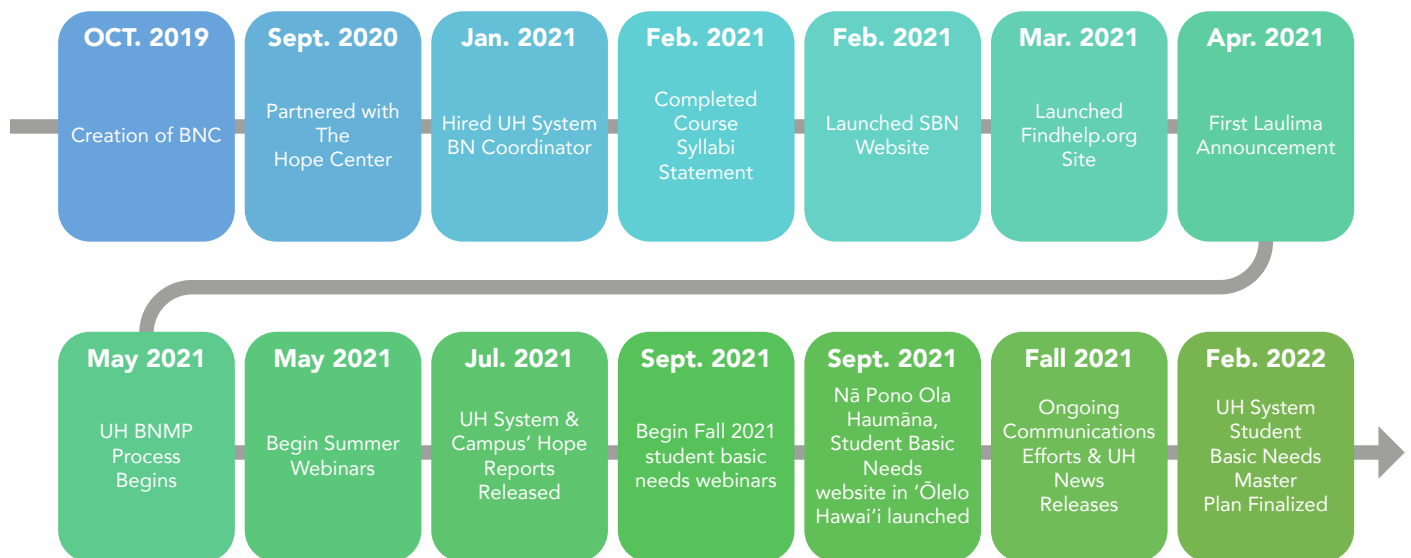 OCT. 2019
Creation of BNC
Sept. 2020
Partnered with
The
Hope Center
Jan. 2021
Hired UH System
BN Coordinator
Feb. 2021
Completed
Course
Syllabi
Statement
Feb. 2021
Launched SBN
Website
Mar. 2021
Launched
Findhelp.org
Site
Apr. 2021
First Laulima
Announcement
May 2021
UH BNMP
Process
Begins
May 2021
Begin Summer
Webinars
Jul. 2021
UH System &
Campus’ Hope
Reports
Released
Sept. 2021
Begin Fall 2021
student basic
needs webinars
Sept. 2021
Nā Pono Ola
Haumāna,
Student Basic
Needs
website in ‘Ōlelo
Hawai’i launched
Fall 2021
Ongoing
Communications
Efforts & UH
News
Releases
Feb. 2022
UH System
Student
Basic Needs
Master
Plan Finalized